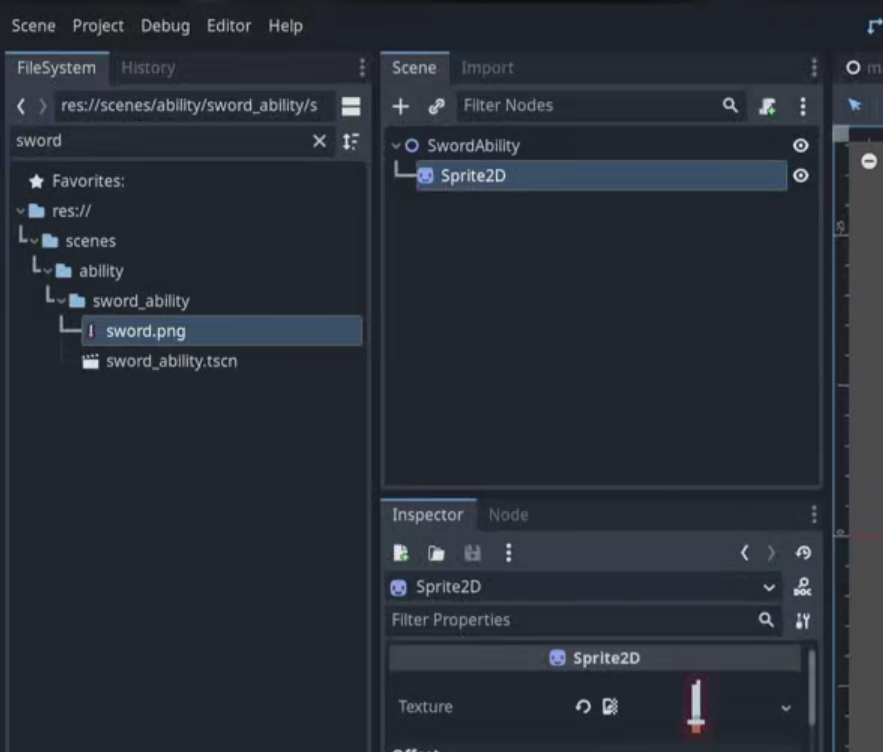 Scene Project Debug Editor Help
FileSystem History
res://scenes/ability/sword_ability/s
sword
Favorites:
res://
scenes
ability
sword_ability
sword.png
sword_ability.tscn
Scene Import
Filter Nodes
SwordAbility
Sprite2D
Inspector Node
Sprite2D
DOC
Filter Properties
Sprite2D
Texture